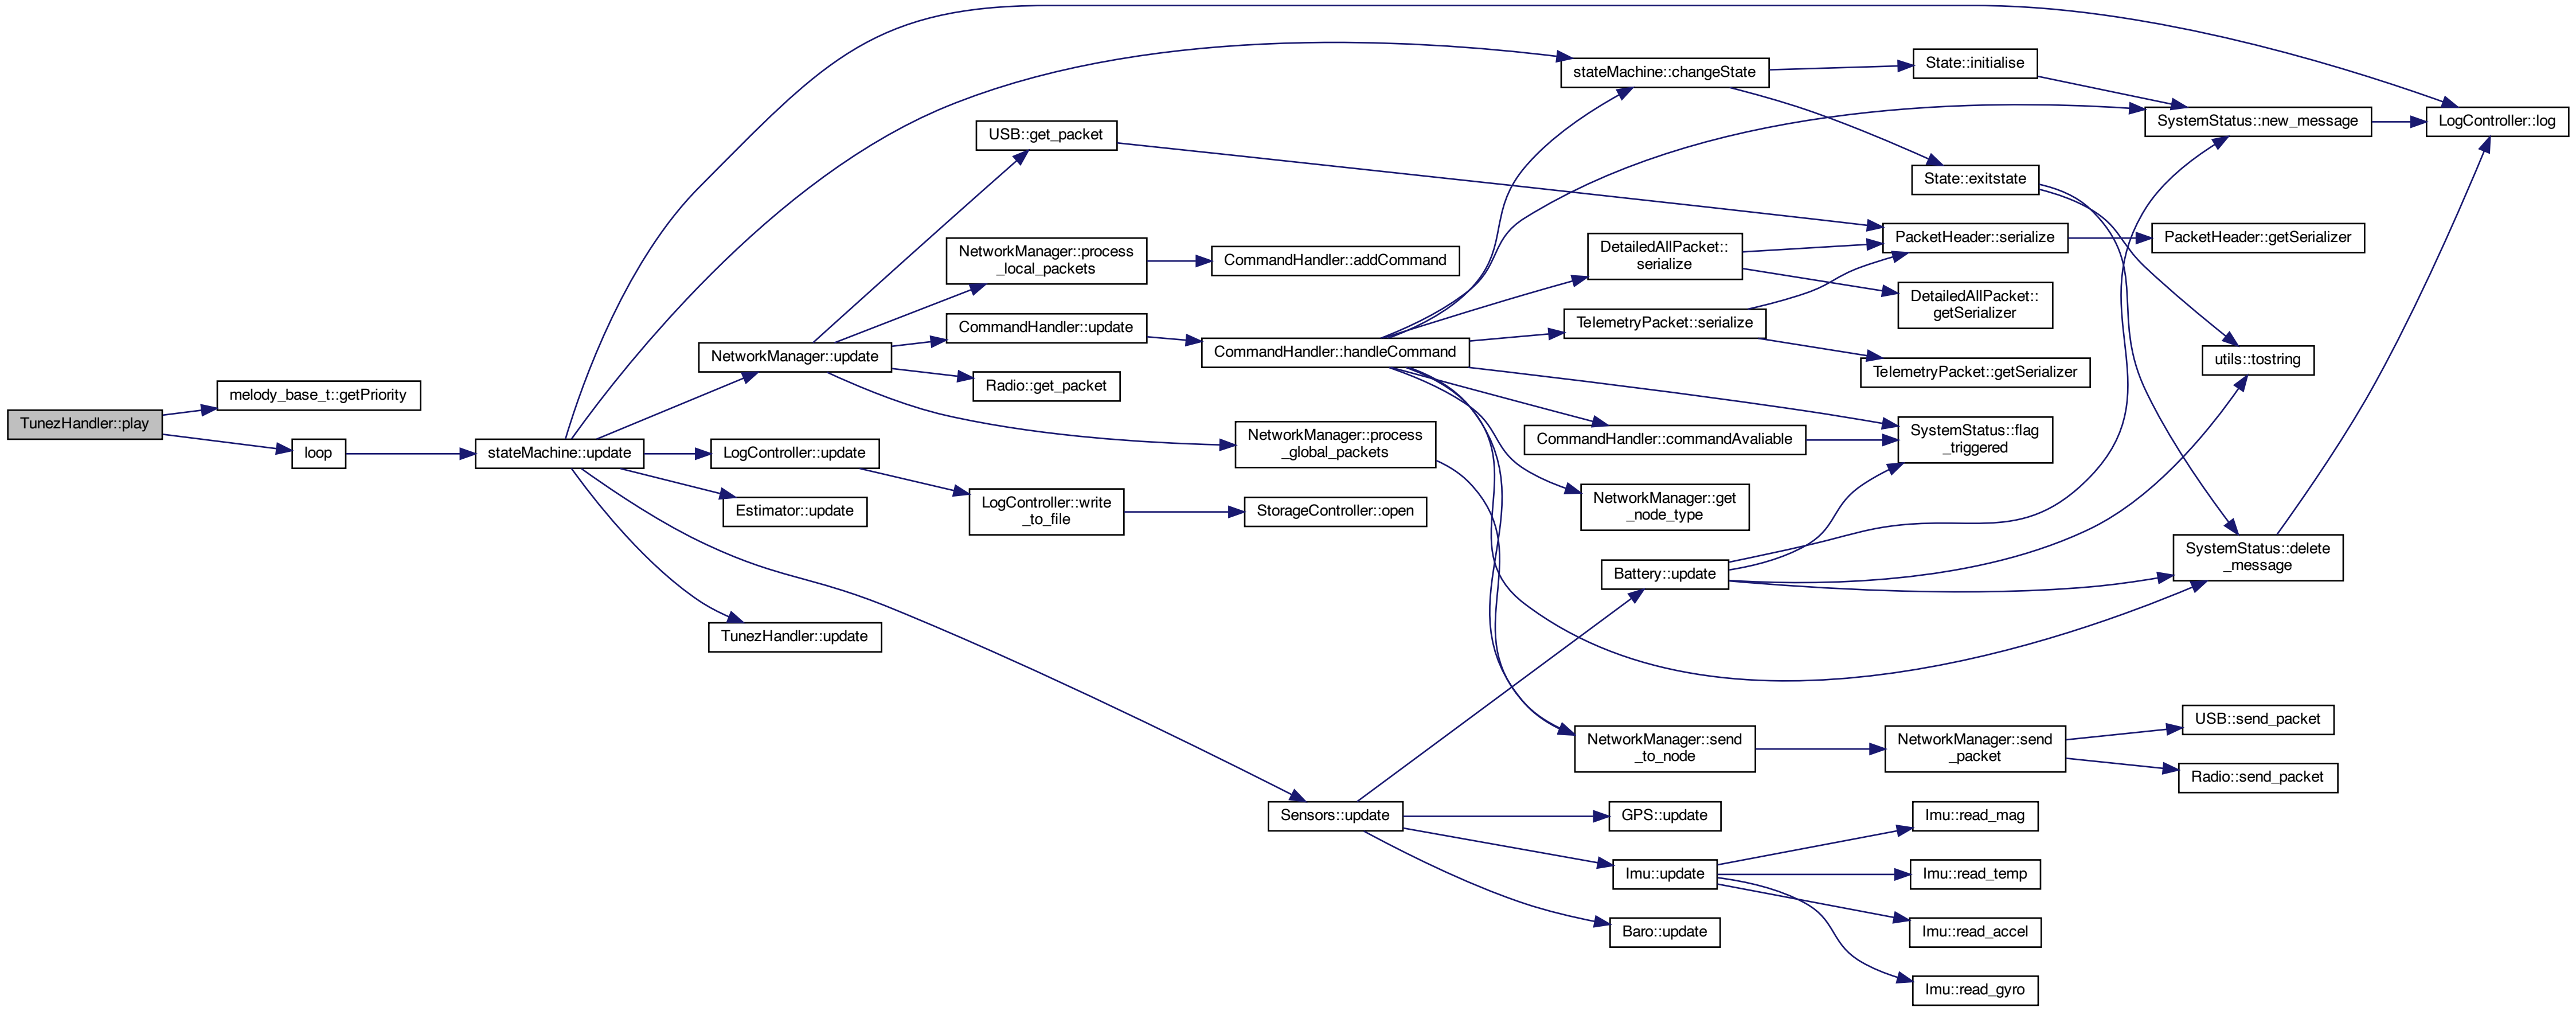 TunezHandler::play
melody_base_t::getPriority
loop
stateMachine::update
NetworkManager::update
LogController::update
Estimator::update
TunezHandler::update
USB::get_packet
NetworkManager::process
_local_packets
CommandHandler::update
Radio::get_packet
LogController::write
_to_file
CommandHandler::addCommand
CommandHandler::handleCommand
NetworkManager::process
_global_packets
StorageController::open
Sensors::update
stateMachine::changeState
DetailedAllPacket::
serialize
TelemetryPacket::serialize
CommandHandler::commandAvaliable
NetworkManager::get
_node_type
Battery::update
NetworkManager::send
_to_node
GPS::update
Imu::update
Baro::update
State::initialise
State::exitstate
PacketHeader::serialize
DetailedAllPacket::
getSerializer
TelemetryPacket::getSerializer
SystemStatus::flag
_triggered
NetworkManager::send
_packet
Imu::read_mag
Imu::read_temp
Imu::read_accel
Imu::read_gyro
SystemStatus::new_message
PacketHeader::getSerializer
utils::tostring
SystemStatus::delete
_message
USB::send_packet
Radio::send_packet
LogController::log